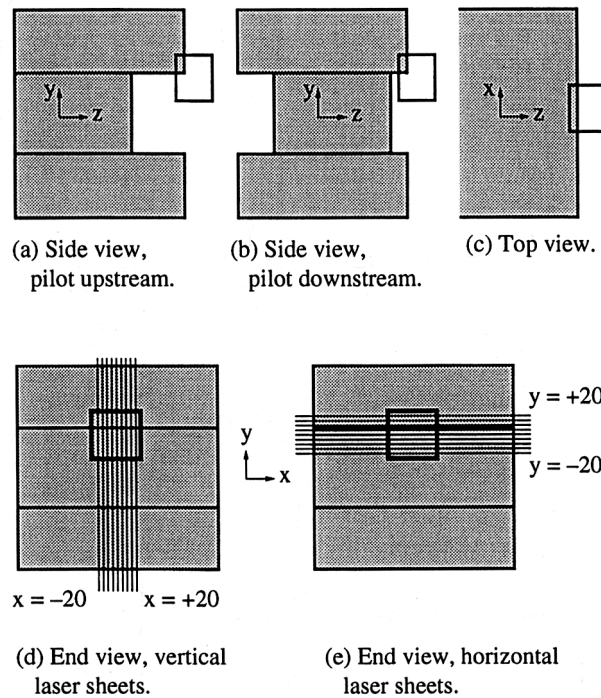 y
z
y
z
x
z
(a) Side view,
pilot upstream.
(b) Side view,
pilot downstream.
(c) Top view.
y = +20
y
x
y = –20
x = –20
x = +20
(d) End view, vertical
laser sheets.
(e) End view, horizontal
laser sheets.